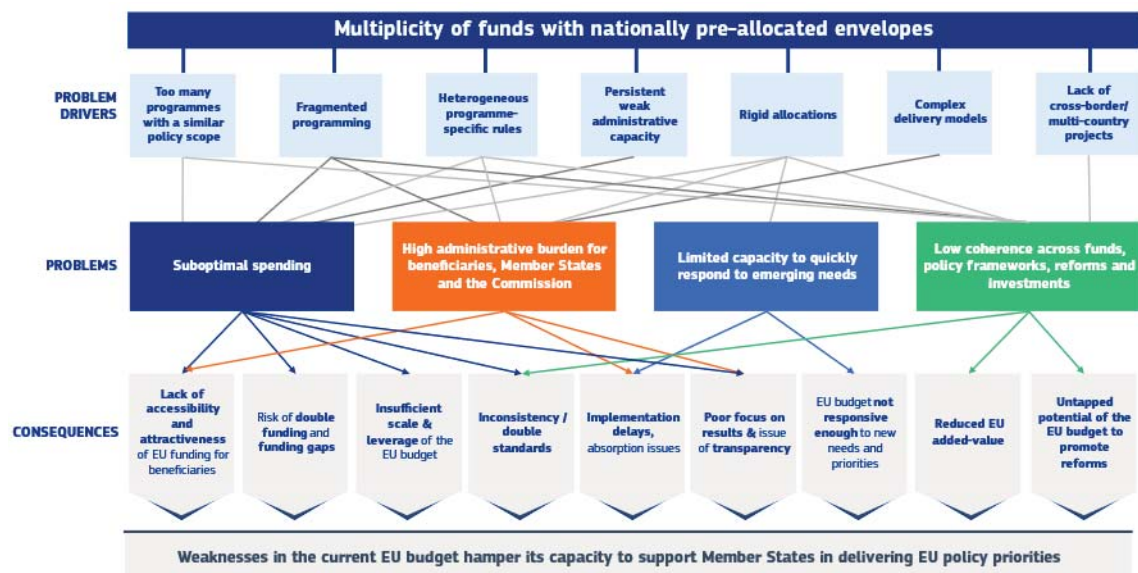 Multiplicity of funds with nationally pre-allocated envelopes
PROBLEM
DRIVERS
Too many
programmes
with a similar
policy scope
Fragmented
programming
Heterogeneous
programme-
specific rules
Persistent
weak
administrative
capacity
Rigid allocations
Complex
delivery models
Lack of
cross-border/
multi-country
projects
PROBLEMS
Suboptimal spending
High administrative burden for
beneficiaries, Member States
and the Commission
Limited capacity to quickly
respond to emerging needs
Low coherence across funds,
policy frameworks, reforms and
investments
CONSEQUENCES
Lack of
accessibility
and
attractiveness
of EU funding for
beneficiaries
Risk of double
funding and
funding gaps
Insufficient
scale &
leverage of the
EU budget
Inconsistency /
double
standards
Implementation
delays,
absorption issues
Poor focus on
results & issue
of transparency
EU budget not
responsive
enough to new
needs and
priorities
Reduced EU
added-value
Untapped
potential of
the EU budget to
promote
reforms
Weaknesses in the current EU budget hamper its capacity to support Member States in delivering EU policy priorities